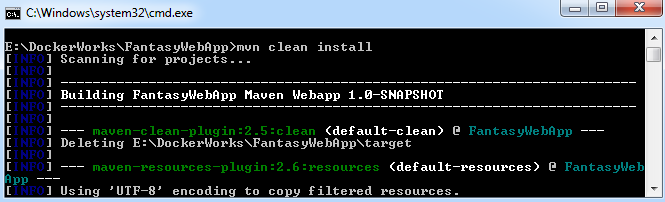 C:\Windows\system32\cmd.exe
E:\DockerWorks\FantasyWebApp>mvn clean install
[INFO] Scanning for projects...
[INFO]
[INFO] ------------------------------------------------------------------------
[INFO] Building FantasyWebApp Maven Webapp 1.0-SNAPSHOT
[INFO] ------------------------------------------------------------------------
[INFO]
[INFO] --- maven-clean-plugin:2.5:clean (default-clean) @ FantasyWebApp ---
[INFO] Deleting E:\DockerWorks\FantasyWebApp\target
[INFO]
[INFO] --- maven-resources-plugin:2.6:resources (default-resources) @ FantasyWeb
App ---
[INFO] Using 'UTF-8' encoding to copy filtered resources.